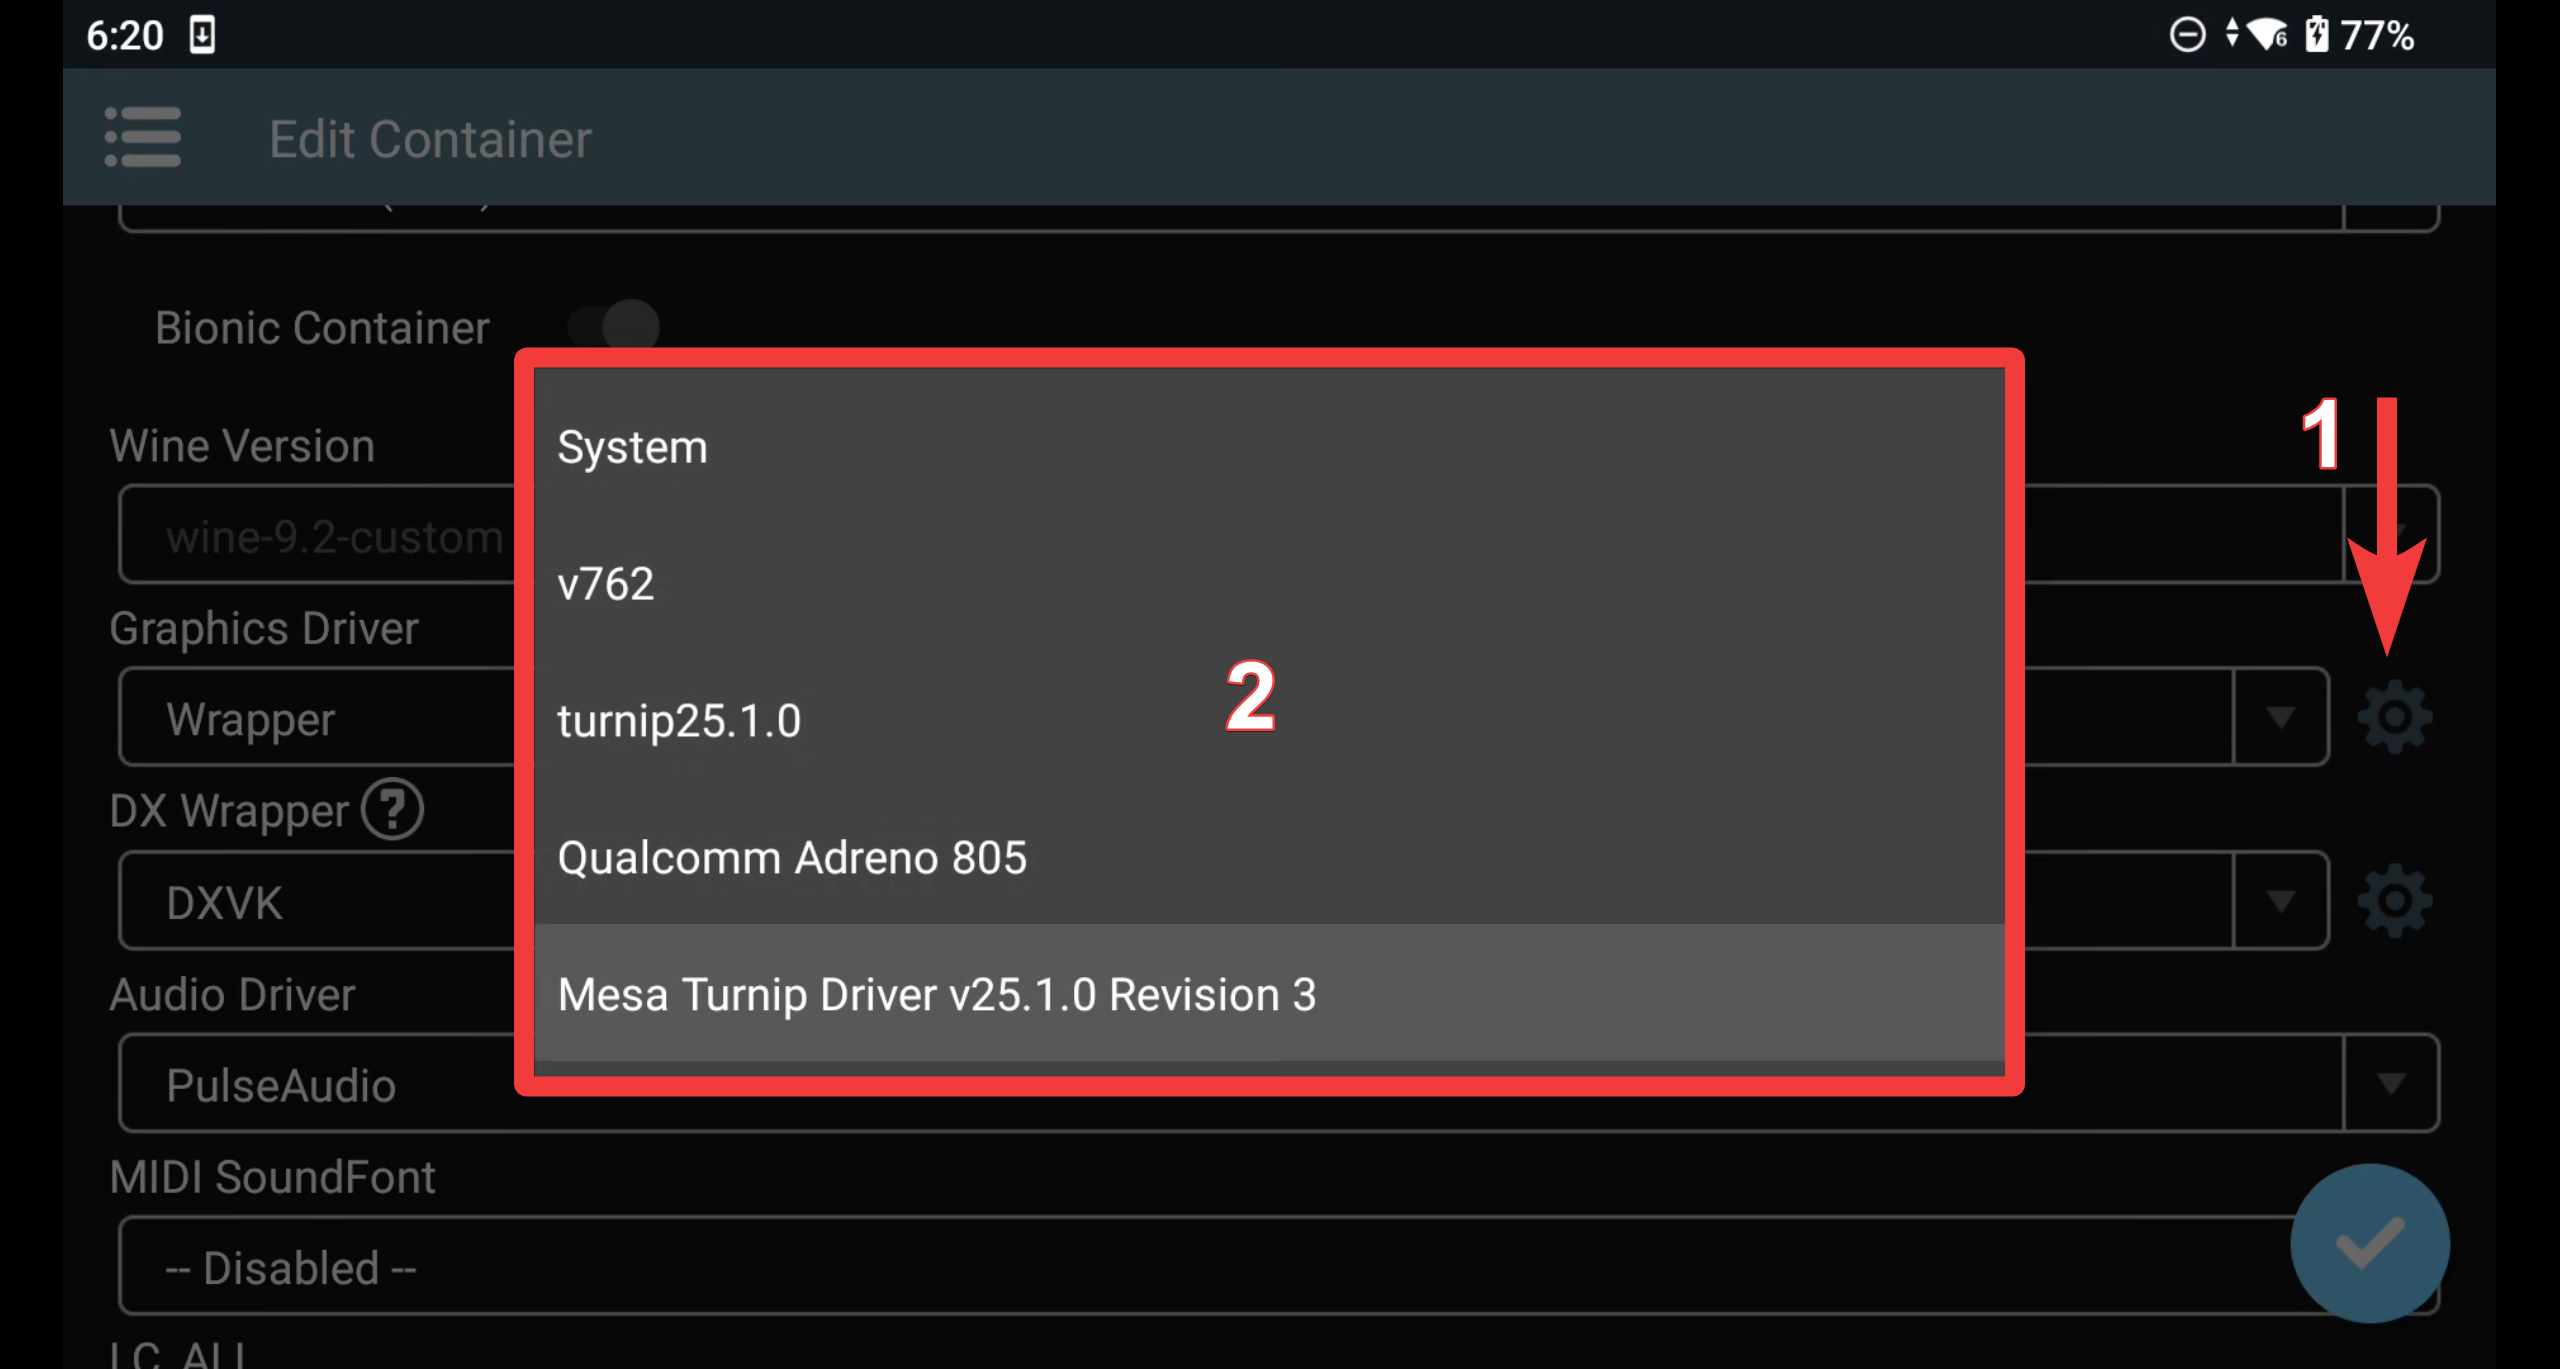 6:20
6
77%
Edit Container
Bionic Container
Wine Version
wine-9.2-custom
Graphics Driver
Wrapper
DX Wrapper ?
DXVK
Audio Driver
PulseAudio
MIDI SoundFont
-- Disabled --
LC_ALL
System
v762
turnip25.1.0
Qualcomm Adreno 805
Mesa Turnip Driver v25.1.0 Revision 3
1
2